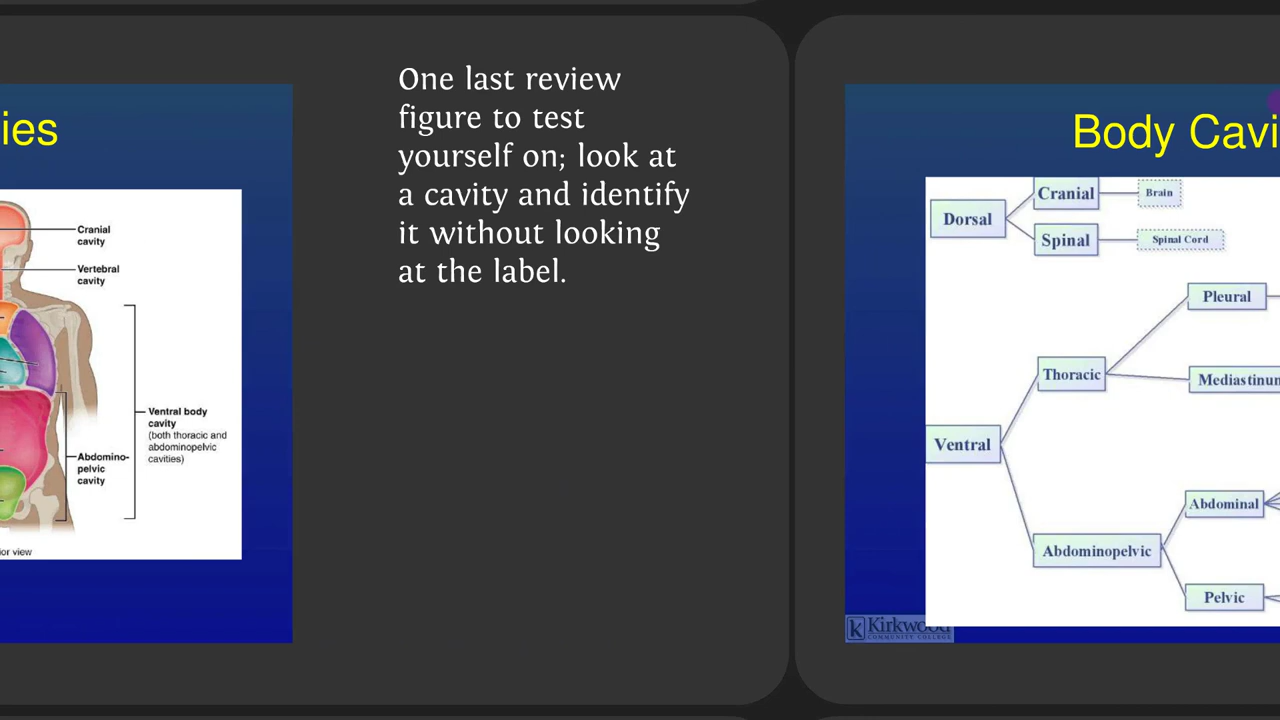 ies
Cranial
cavity
Vertebral
cavity
Ventral body
cavity
(both thoracic and
abdominopelvic
cavities)
Abdomino-
pelvic
cavity
ior view
One last review
figure to test
yourself on; look at
a cavity and identify
it without looking
at the label.
Body Cavi
Dorsal
Cranial
Brain
Spinal
Spinal Cord
Pleural
Thoracic
Mediastinum
Ventral
Abdominal
Abdominopelvic
Pelvic
Kirkwood
COMMUNITY COLLEGE